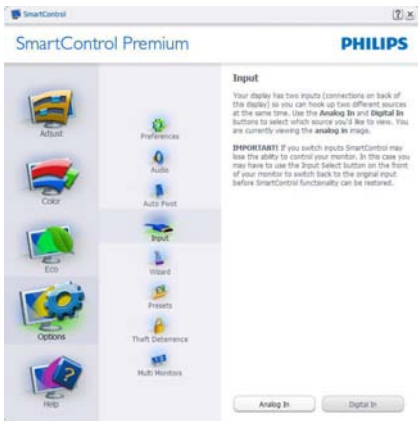 SmartControl
SmartControl Premium
PHILIPS
Adjust
Color
Eco
Options
Help
Preferences
Audio
Auto Pivot
Input
Wizard
Presets
Theft Deterrence
Multi Monitors
Input
Your display has two inputs (connections on back of
the display) so you can hook up two different sources
at the same time. Use the Analog In and Digital In
buttons to select which source you'd like to view. You
are currently viewing the analog in image.
IMPORTANT! If you switch inputs SmartControl may
lose the ability to control your monitor. In this case you
may have to use the Input Select button on the front
of your monitor to switch back to the original input
before SmartControl functionality can be restored.
Analog In
Digital In